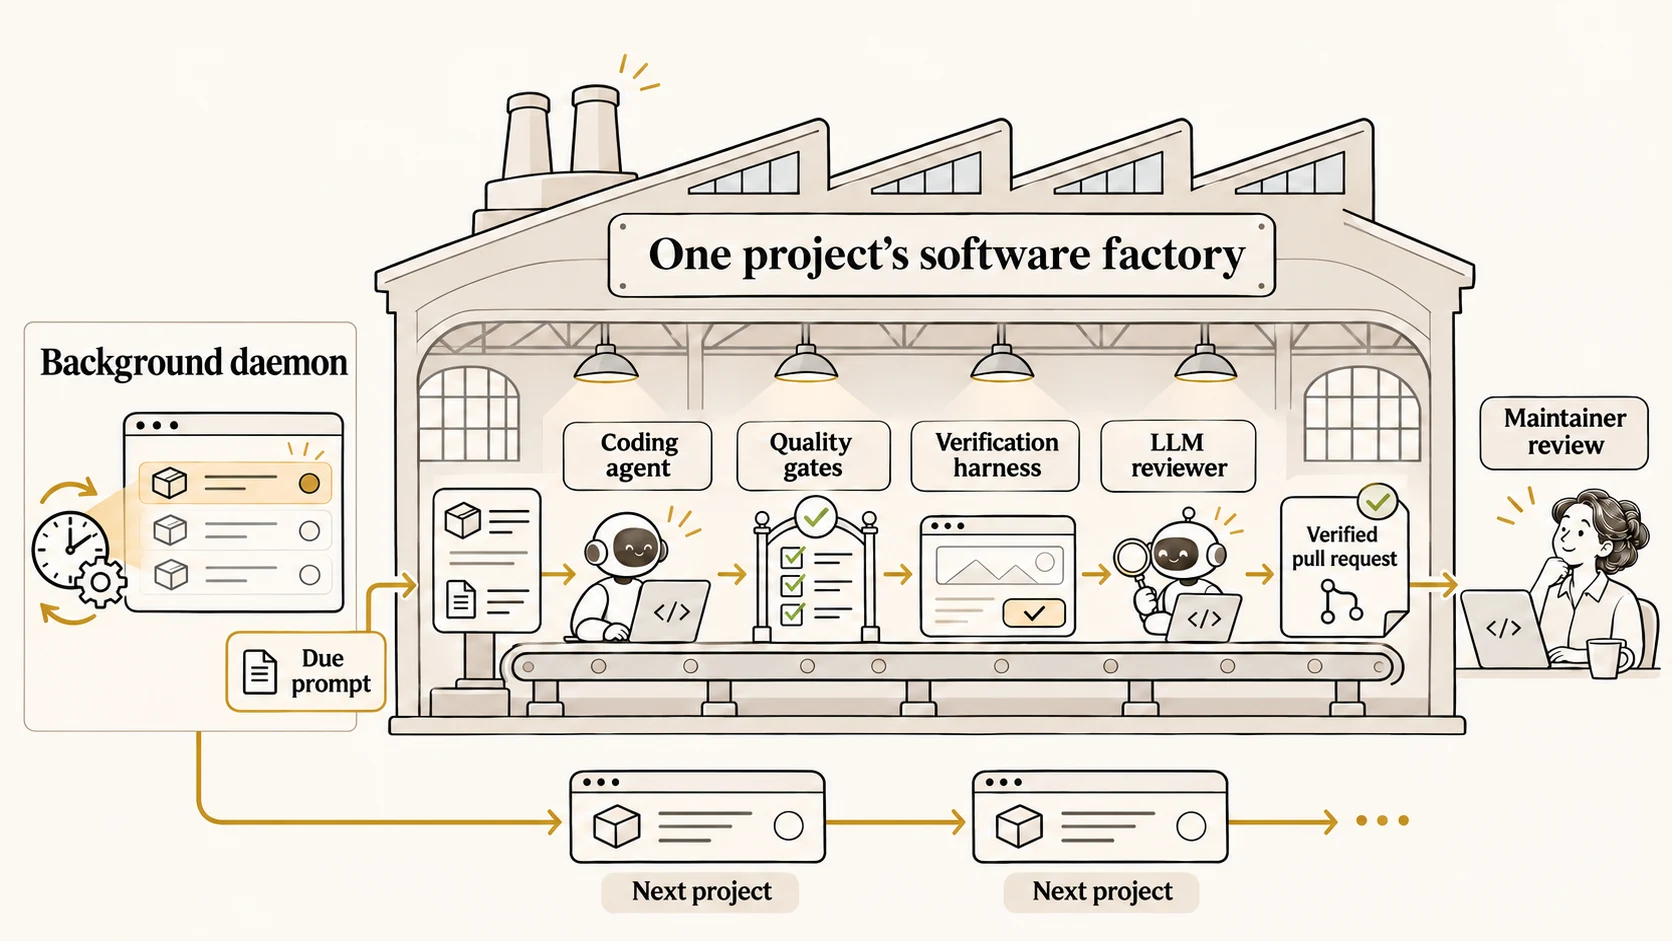 One project's software factory
Background daemon
Due
prompt
Coding
agent
Quality
gates
Verification
harness
LLM
reviewer
</>
</>
Verified
pull request
Maintainer
review
</>
Next project
Next project